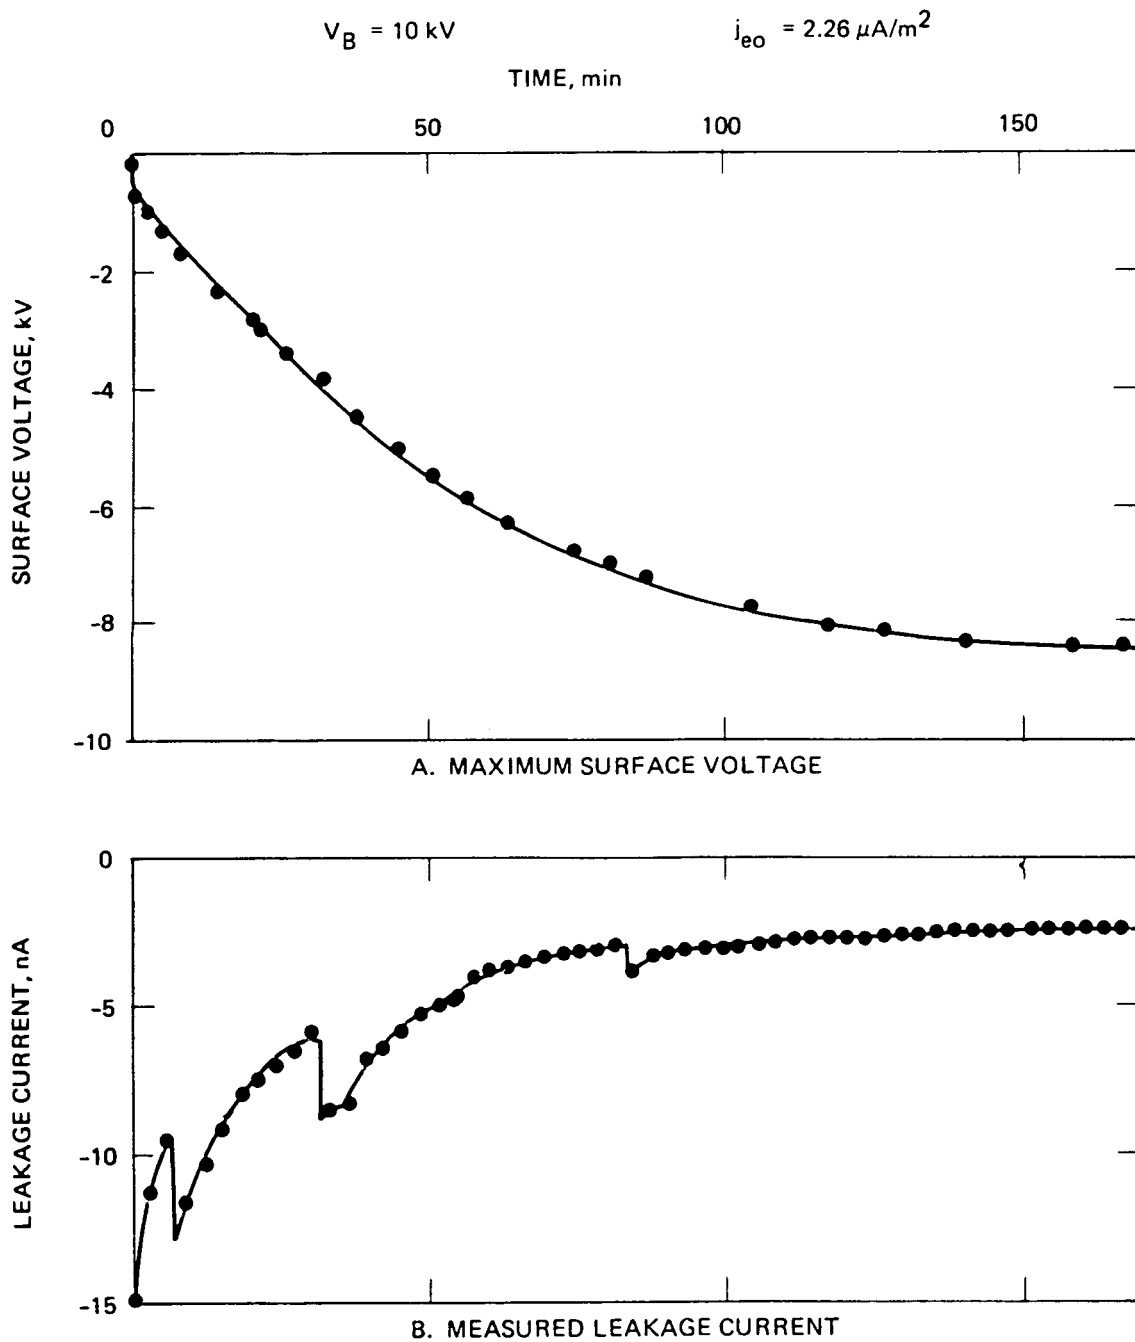 V_B = 10 kV
j_eo = 2.26 μA/m²
TIME, min
0 50 100 150
SURFACE VOLTAGE, kV
-2
-4
-6
-8
-10
A. MAXIMUM SURFACE VOLTAGE
LEAKAGE CURRENT, nA
0
-5
-10
-15
B. MEASURED LEAKAGE CURRENT